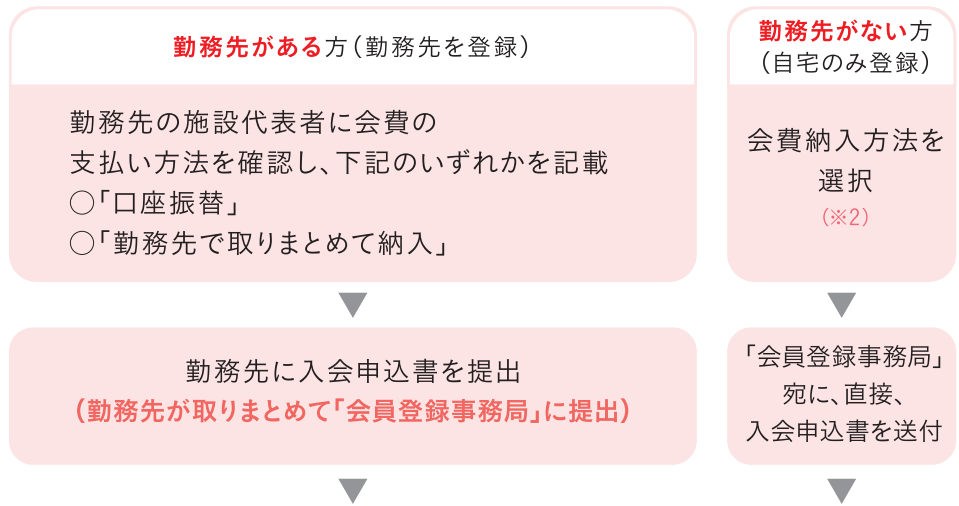 勤務先がある方（勤務先を登録）
勤務先の施設代表者に会費の
支払い方法を確認し、下記のいずれかを記載
○「口座振替」
○「勤務先で取りまとめて納入」
勤務先に入会申込書を提出
（勤務先が取りまとめて「会員登録事務局」に提出）
勤務先がない方
（自宅のみ登録）
会費納入方法を
選択
（※2）
「会員登録事務局」
宛に、直接、
入会申込書を送付